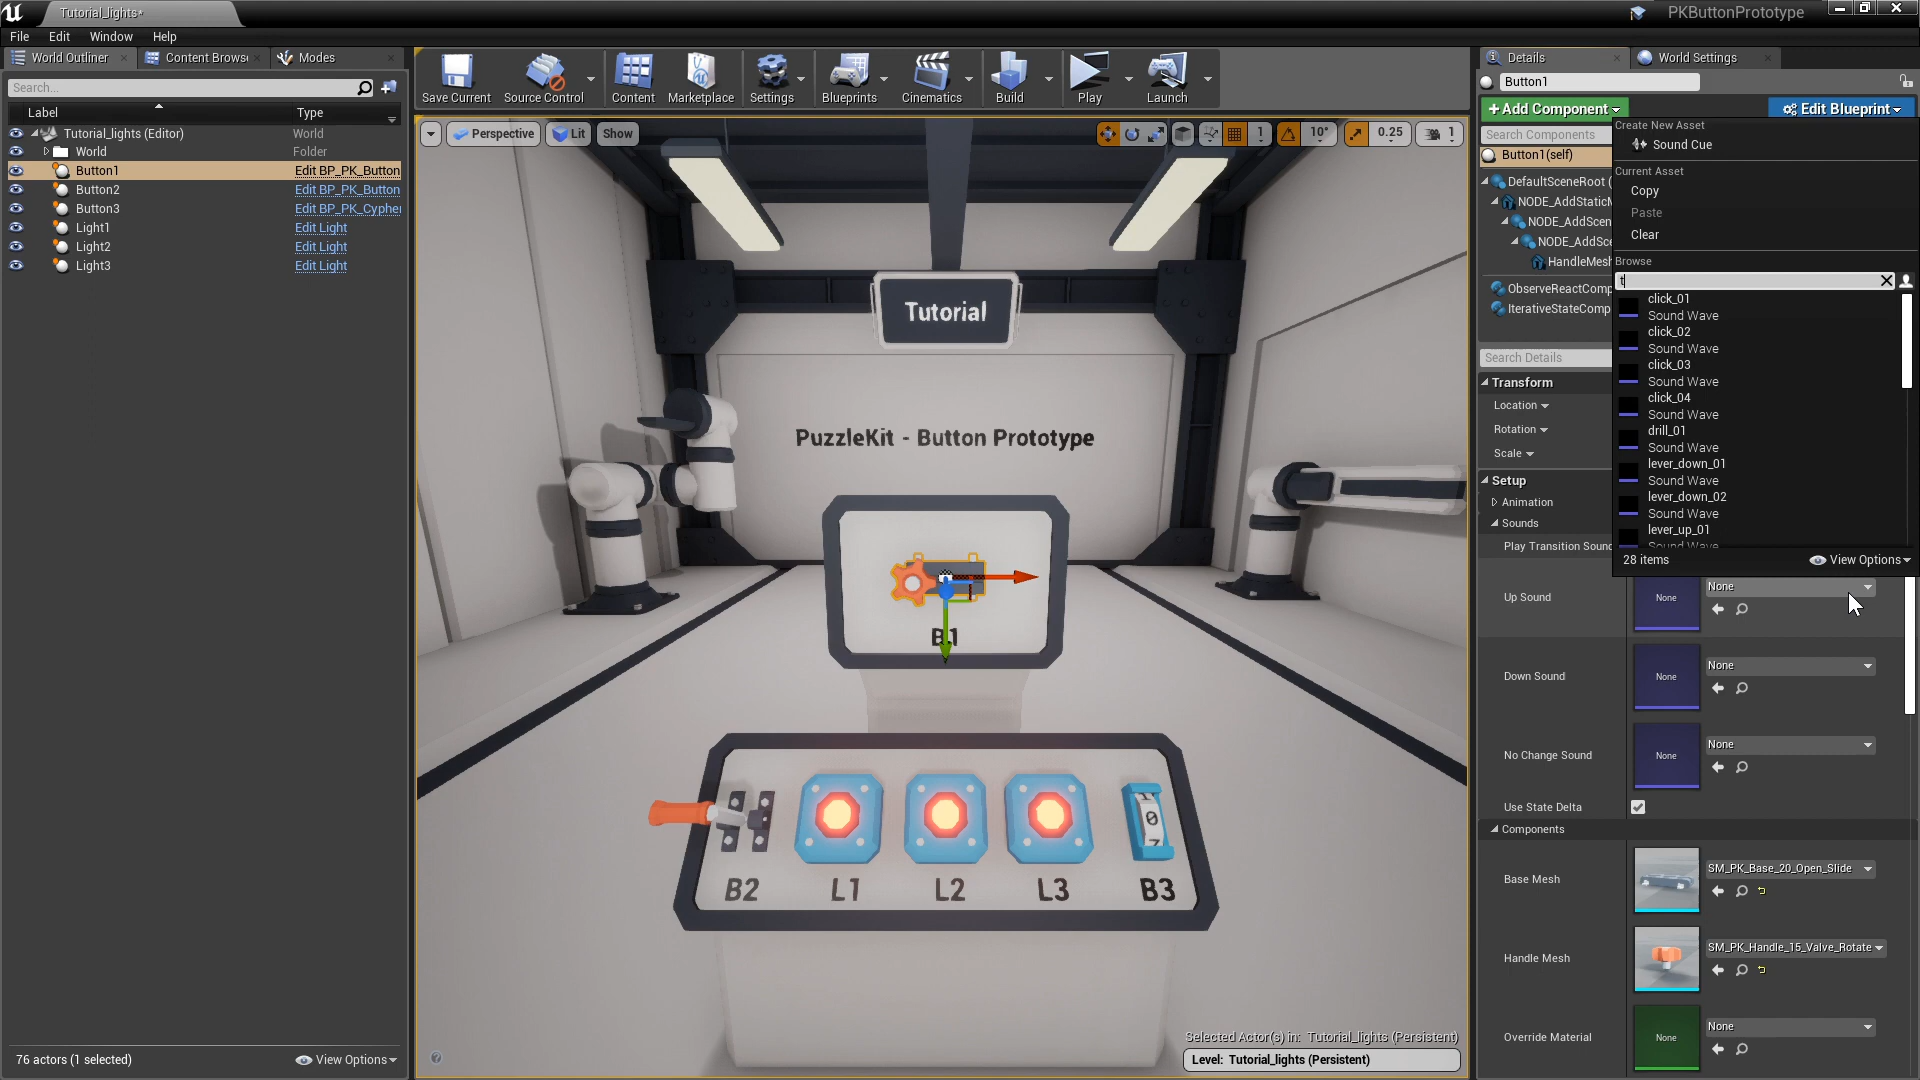 Tutorial_lights*
PKButtonPrototype
File Edit Window Help
World Outliner
Content Browse
Modes
Search...
Label Type
Tutorial_lights (Editor) World
World Folder
Button1 Edit BP_PK_Button
Button2 Edit BP_PK_Button
Button3 Edit BP_PK_Cypher
Light1 Edit Light
Light2 Edit Light
Light3 Edit Light
76 actors (1 selected) View Options
Save Current Source Control Content Marketplace Settings Blueprints Cinematics Build Play Launch
Perspective Lit Show
1 10° 0.25 1
Tutorial
PuzzleKit - Button Prototype
B1
0
B2 L1 L2 L3 B3
Selected Actor(s) in: Tutorial_lights (Persistent)
Level: Tutorial_lights (Persistent)
Details World Settings
Button1
+Add Component Edit Blueprint
Search Components
Button1(self)
DefaultSceneRoot (
NODE_AddStaticM
NODE_AddScen
NODE_AddSce
HandleMesh
ObserveReactComp
IterativeStateComp
Create New Asset
Sound Cue
Current Asset
Copy
Paste
Clear
Browse
t
click_01
Sound Wave
click_02
Sound Wave
click_03
Sound Wave
click_04
Sound Wave
drill_01
Sound Wave
lever_down_01
Sound Wave
lever_down_02
Sound Wave
lever_up_01
Sound Wave
28 items View Options
Search Details
Transform
Location
Rotation
Scale
Setup
Animation
Sounds
Play Transition Sound
Up Sound None None
Down Sound None None
No Change Sound None None
Use State Delta
Components
Base Mesh SM_PK_Base_20_Open_Slide
Handle Mesh SM_PK_Handle_15_Valve_Rotate
Override Material None None